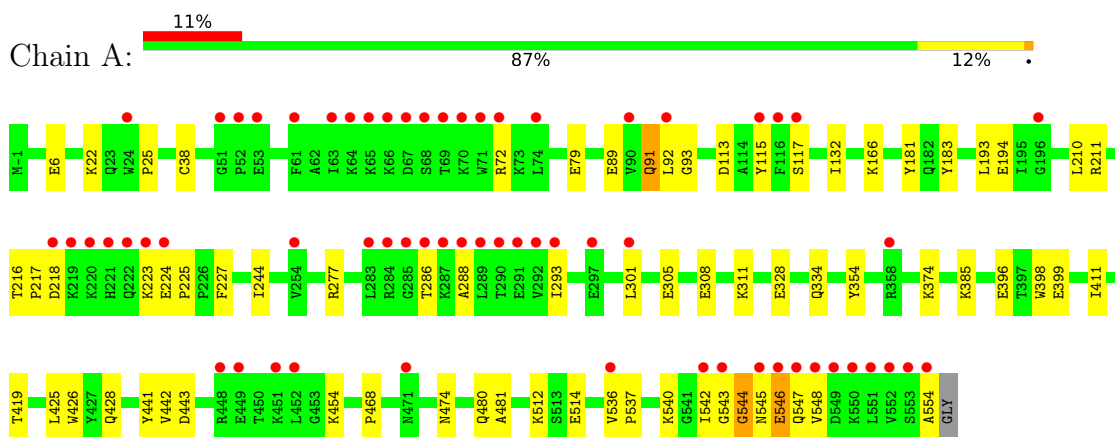 11%
Chain A:
87% 12% •
M-1 E6 K22 Q23 W24 P25 C38 G51 P52 E53 F61 A62 I63 K64 K65 K66 D67 S68 T69 K70 W71 R72 K73 L74 E79 E89 V90 Q91 L92 G93 D113 A114 Y115 F116 S117 I132 K166 Y181 Q182 Y183 L193 E194 I195 G196 L210 R211
T216 P217 D218 K219 K220 H221 Q222 K223 E224 P225 P226 F227 I244 V254 R277 L283 R284 G285 T286 K287 A288 L289 T290 E291 V292 I293 E297 L301 E305 E308 K311 E328 Q334 Y354 R358 K374 K385 E396 T397 W398 E399 I411
T419 L425 W426 Y427 Q428 Y441 V442 D443 R448 E449 T450 K451 L452 G453 K454 P468 N471 N474 Q480 A481 K512 S513 E514 V536 P537 K540 G541 I542 G543 G544 N545 E546 Q547 V548 D549 K550 L551 V552 S553 A554 GLY